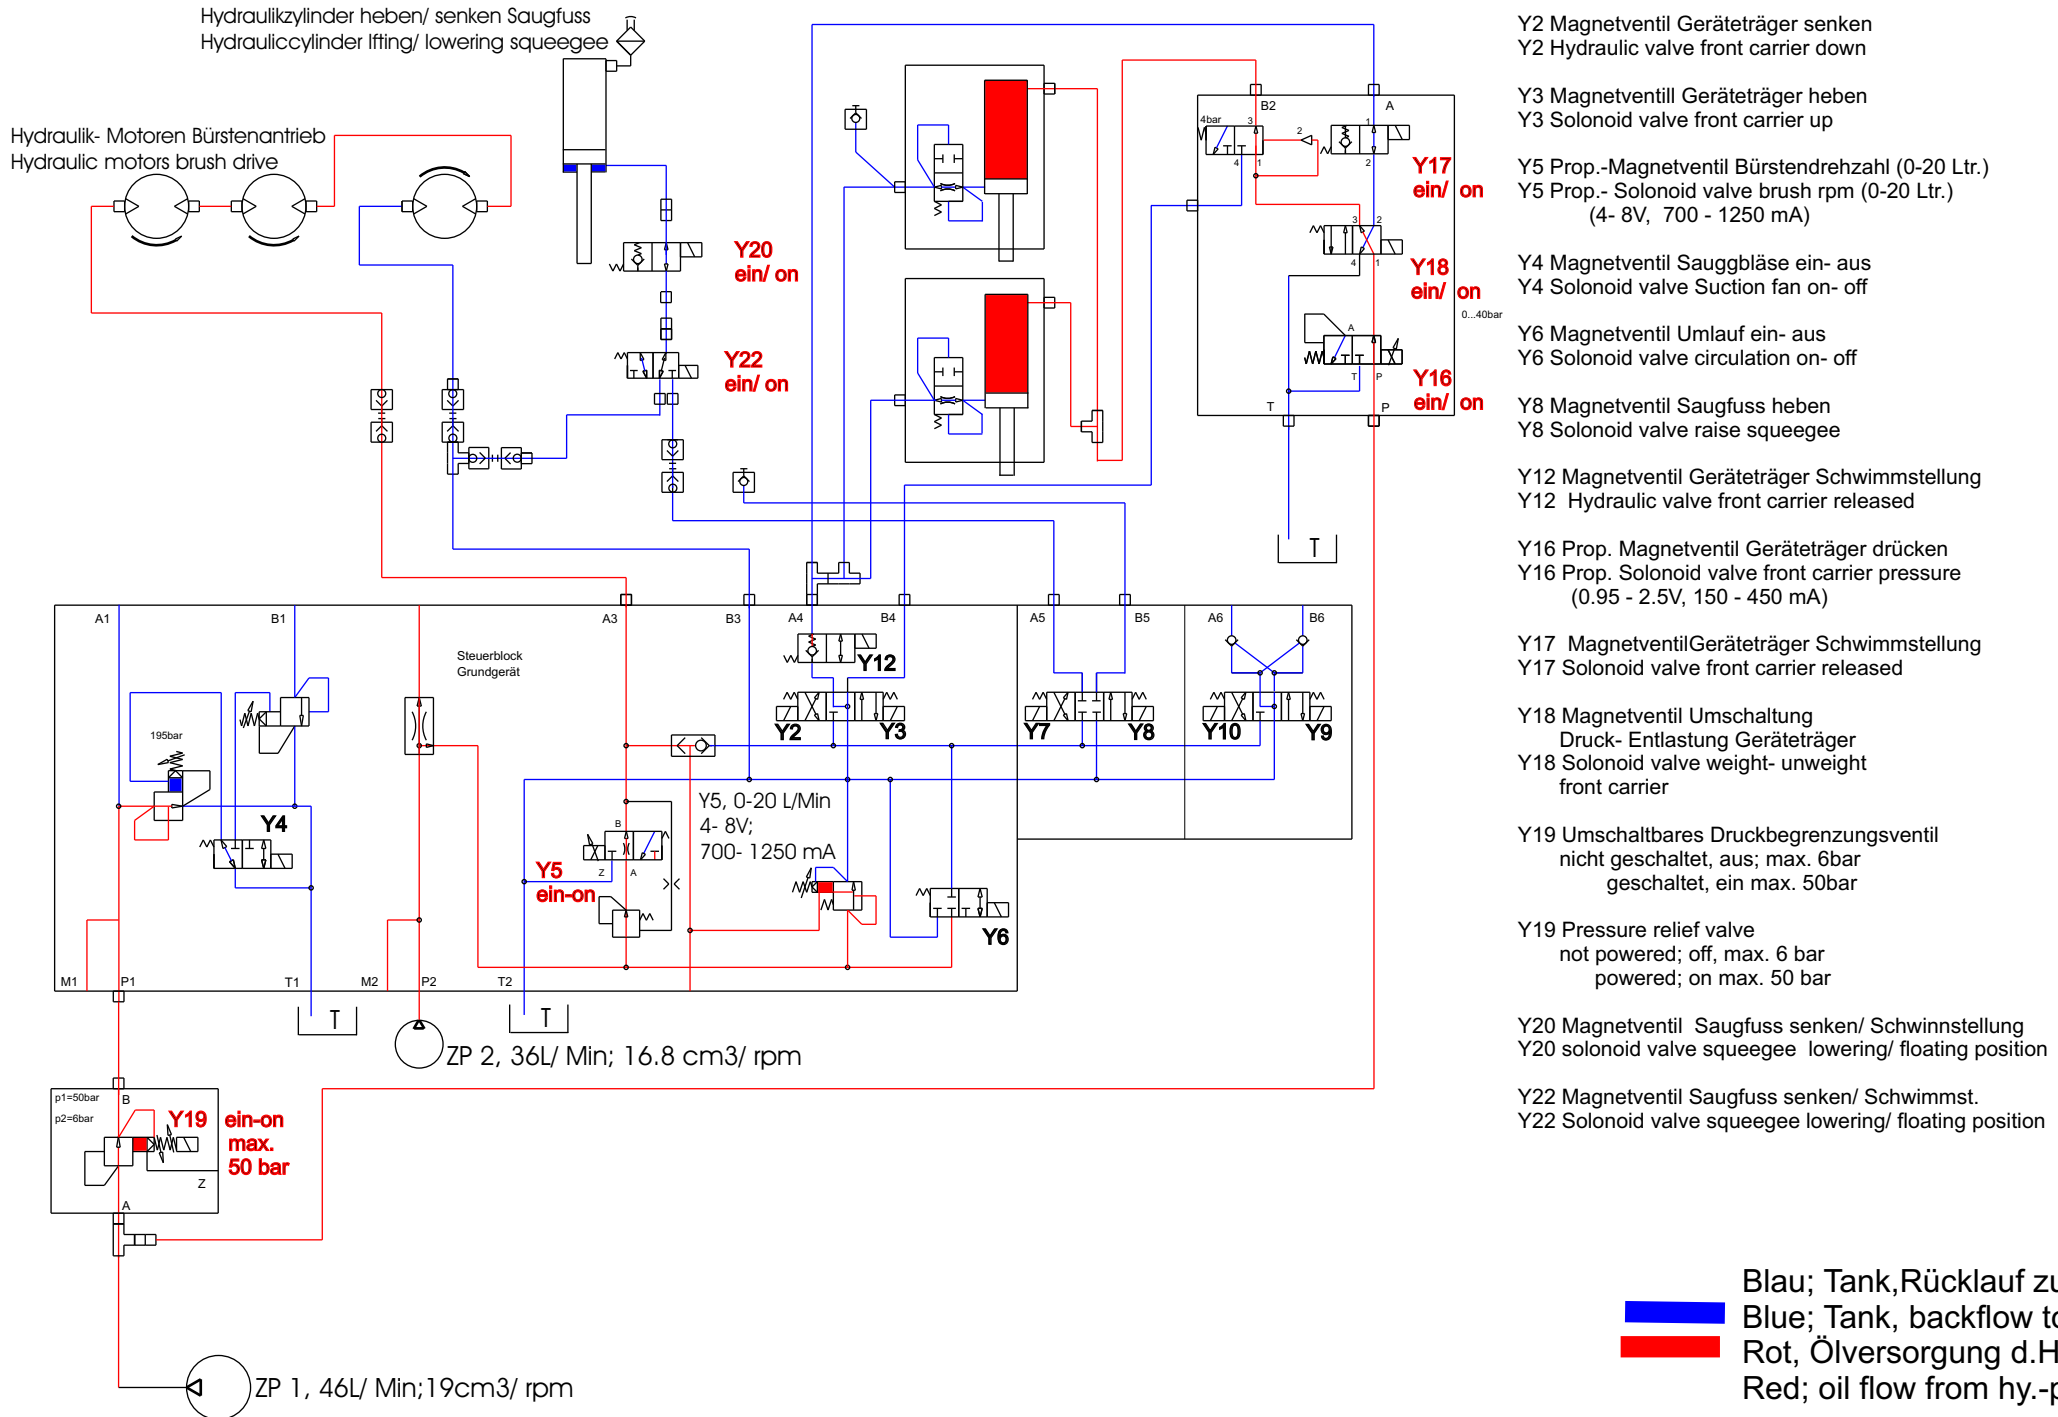 Hydraulikzylinder heben/ senken Saugfuss
Hydrauliccylinder lfting/ lowering squeegee
Hydraulik- Motoren Bürstenantrieb
Hydraulic motors brush drive
Y20
ein/ on
Y22
ein/ on
B2
A
4bar
3
2
1
4
1
2
Y17
ein/ on
3
2
4
1
Y18
ein/ on
0...40bar
A
T
P
Y16
ein/ on
T
P
T
A1
B1
A3
B3
A4
B4
A5
B5
A6
B6
Steuerblock
Grundgerät
Y12
Y2
Y3
Y7
Y8
Y10
Y9
195bar
Y4
Y5, 0-20 L/Min
4- 8V;
700- 1250 mA
B
Z
A
Y5
ein-on
Y6
M1
P1
T1
M2
P2
T2
T
T
ZP 2, 36L/ Min; 16.8 cm3/ rpm
p1=50bar
p2=6bar
B
Y19 ein-on
max.
50 bar
Z
A
ZP 1, 46L/ Min;19cm3/ rpm
Y2 Magnetventil Geräteträger senken
Y2 Hydraulic valve front carrier down
Y3 Magnetventill Geräteträger heben
Y3 Solonoid valve front carrier up
Y5 Prop.-Magnetventil Bürstendrehzahl (0-20 Ltr.)
Y5 Prop.- Solonoid valve brush rpm (0-20 Ltr.)
(4- 8V, 700 - 1250 mA)
Y4 Magnetventil Sauggbläse ein- aus
Y4 Solonoid valve Suction fan on- off
Y6 Magnetventil Umlauf ein- aus
Y6 Solonoid valve circulation on- off
Y8 Magnetventil Saugfuss heben
Y8 Solonoid valve raise squeegee
Y12 Magnetventil Geräteträger Schwimmstellung
Y12 Hydraulic valve front carrier released
Y16 Prop. Magnetventil Geräteträger drücken
Y16 Prop. Solonoid valve front carrier pressure
(0.95 - 2.5V, 150 - 450 mA)
Y17 MagnetventilGeräteträger Schwimmstellung
Y17 Solonoid valve front carrier released
Y18 Magnetventil Umschaltung
Druck- Entlastung Geräteträger
Y18 Solonoid valve weight- unweight
front carrier
Y19 Umschaltbares Druckbegrenzungsventil
nicht geschaltet, aus; max. 6bar
geschaltet, ein max. 50bar
Y19 Pressure relief valve
not powered; off, max. 6 bar
powered; on max. 50 bar
Y20 Magnetventil Saugfuss senken/ Schwinnstellung
Y20 solonoid valve squeegee lowering/ floating position
Y22 Magnetventil Saugfuss senken/ Schwimmst.
Y22 Solonoid valve squeegee lowering/ floating position
Blau; Tank,Rücklauf zu
Blue; Tank, backflow to
Rot, Ölversorgung d.H
Red; oil flow from hy.-p